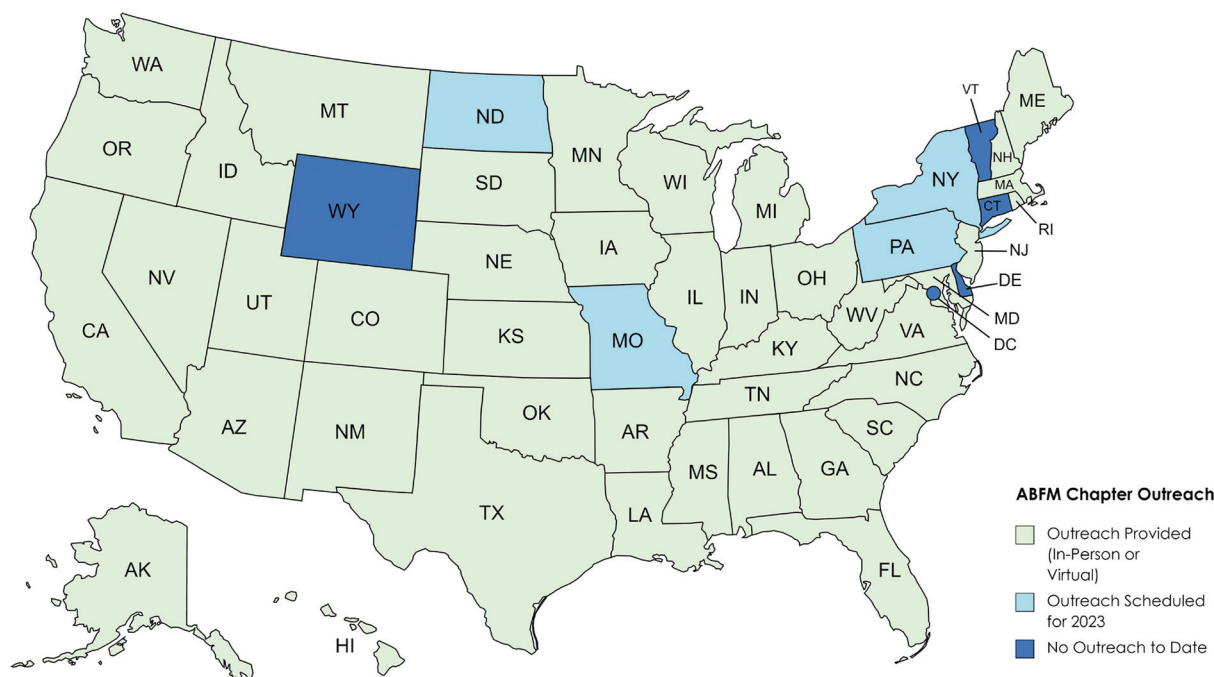 WA
MT
ND
MN
VT
ME
OR
ID
SD
WI
NY
NH
MA
WY
MI
CT
RI
IA
PA
NJ
NE
NV
UT
OH
DE
IL
IN
CA
CO
WV
MD
KS
MO
VA
DC
KY
NC
TN
AZ
NM
OK
AR
SC
MS
AL
GA
TX
LA
FL
AK
HI
ABFM Chapter Outreach
Outreach Provided
(In-Person or
Virtual)
Outreach Scheduled
for 2023
No Outreach to Date